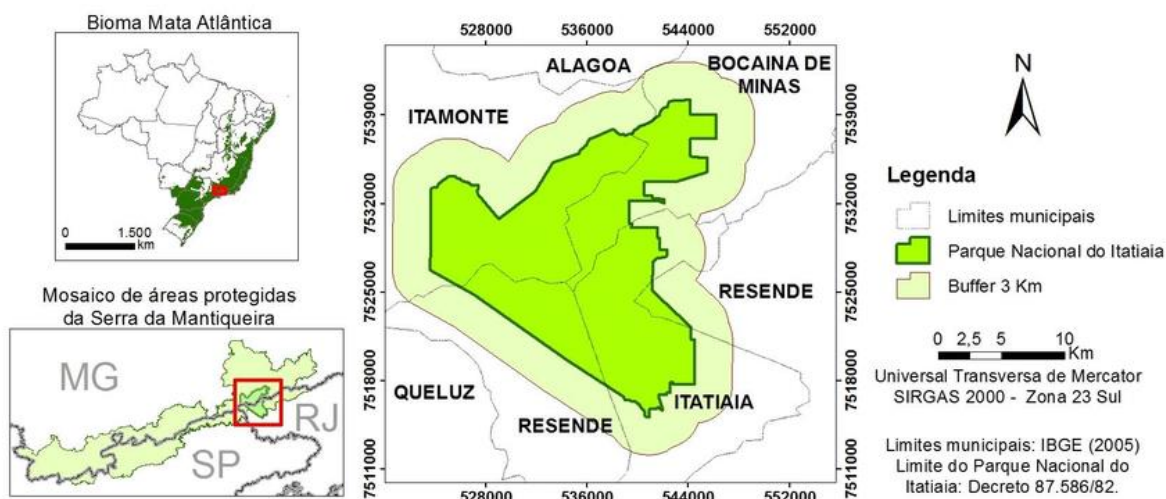 Bioma Mata Atlântica
0 1.500
km
Mosaico de áreas protegidas
da Serra da Mantiqueira
MG
RJ
SP
528000 536000 544000 552000
7539000
7532000
7525000
7518000
7511000
ALAGOA
BOCAINA DE
MINAS
ITAMONTE
RESENDE
QUELUZ
ITATIAIA
RESENDE
7539000
7532000
7525000
7518000
7511000
528000 536000 544000 552000
N
Legenda
Limites municipais
Parque Nacional do Itatiaia
Buffer 3 Km
0 2,5 5 10
Km
Universal Transversa de Mercator
SIRGAS 2000 - Zona 23 Sul
Limites municipais: IBGE (2005)
Limite do Parque Nacional do
Itatiaia: Decreto 87.586/82.